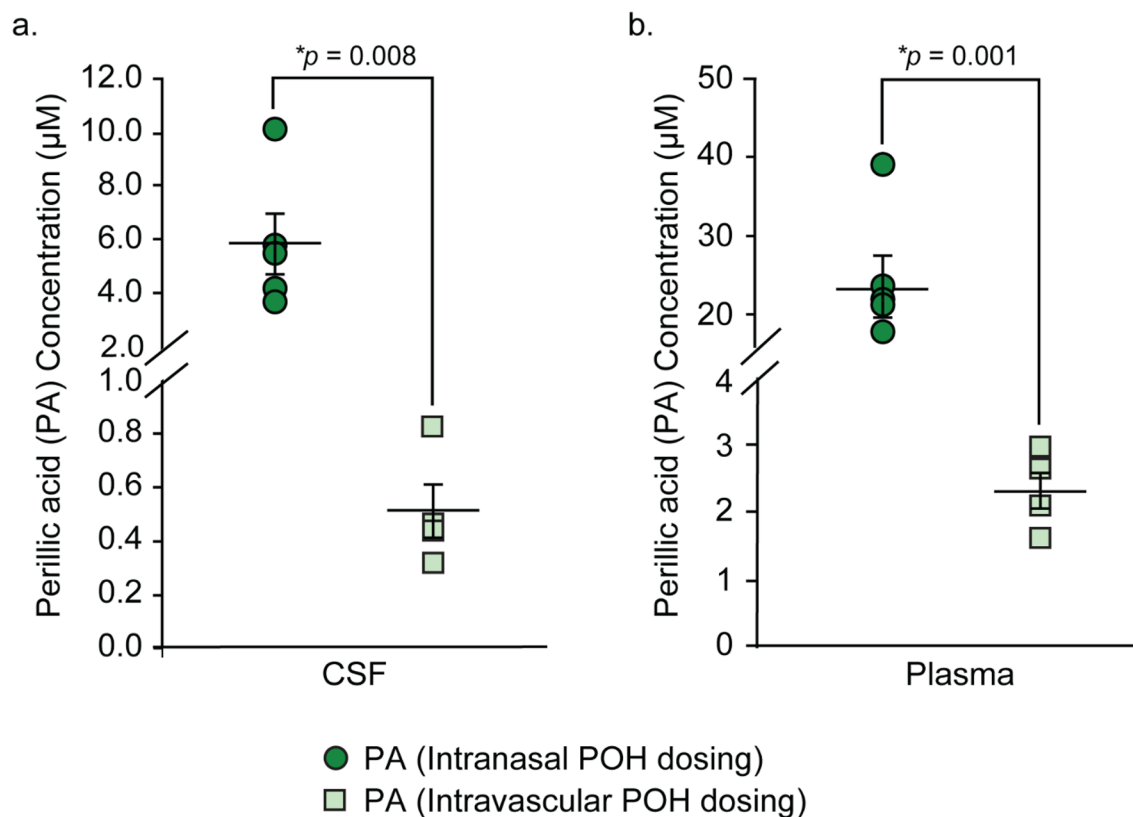 a.
*p = 0.008
Perillic acid (PA) Concentration (µM)
12.0
10.0
8.0
6.0
4.0
2.0
1.0
0.8
0.6
0.4
0.2
0.0
CSF
b.
*p = 0.001
Perillic acid (PA) Concentration (µM)
50
40
30
20
4
3
2
1
0
Plasma
PA (Intranasal POH dosing)
PA (Intravascular POH dosing)